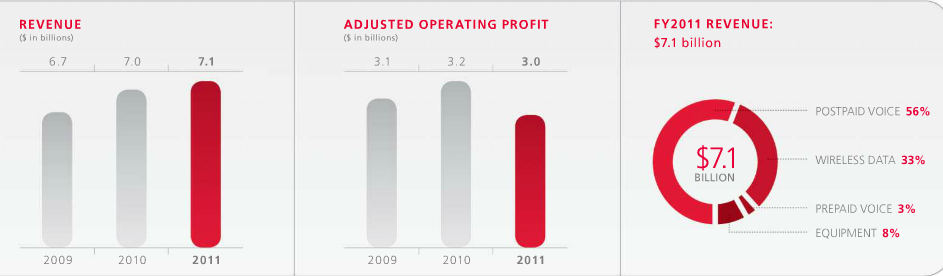 REVENUE
($ in billions)
6.7 7.0 7.1
2009 2010 2011
ADJUSTED OPERATING PROFIT
($ in billions)
3.1 3.2 3.0
2009 2010 2011
FY2011 REVENUE:
$7.1 billion
$7.1
BILLION
POSTPAID VOICE 56%
WIRELESS DATA 33%
PREPAID VOICE 3%
EQUIPMENT 8%